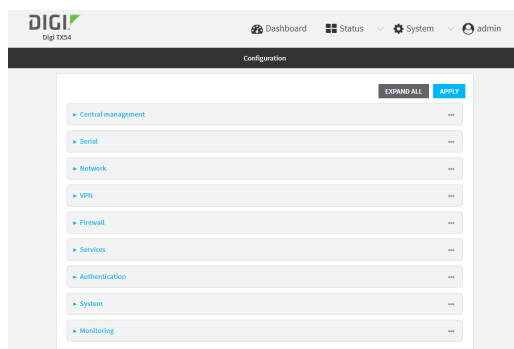 DIGI
Digi TX54
Dashboard Status System admin
Configuration
EXPAND ALL APPLY
► Central management ...
► Serial ...
► Network ...
► VPN ...
► Firewall ...
► Services ...
► Authentication ...
► System ...
► Monitoring ...